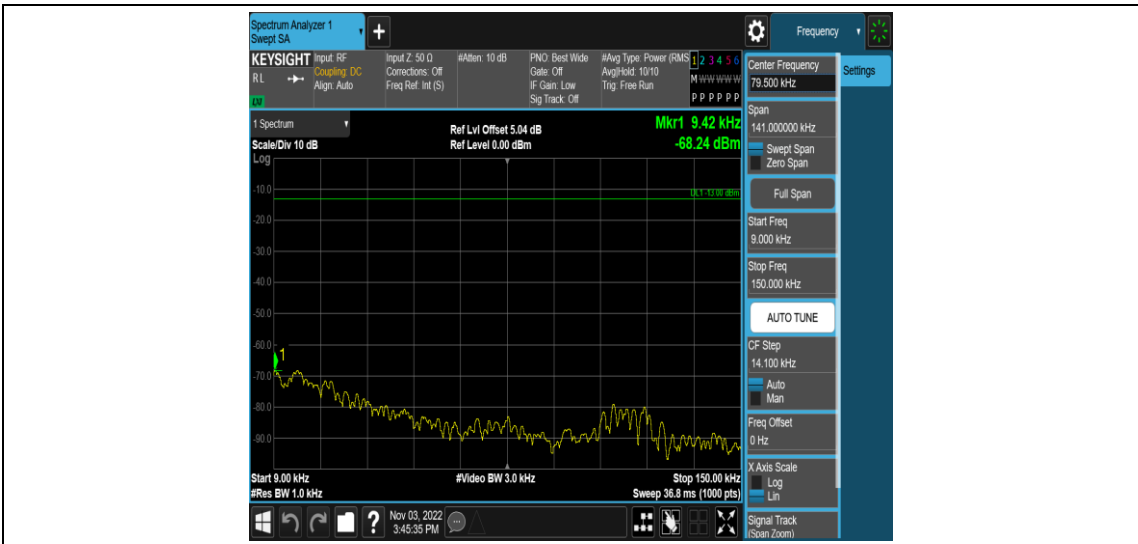 Spectrum Analyzer 1
Swept SA
+
Frequency
KEYSIGHT
RL
LXI
Input: RF
Coupling: DC
Align: Auto
Input Z: 50 Ω
Corrections: Off
Freq Ref: Int (S)
#Atten: 10 dB
PNO: Best Wide
Gate: Off
IF Gain: Low
Sig Track: Off
#Avg Type: Power (RMS
Avg|Hold: 10/10
Trig: Free Run
1 2 3 4 5 6
M W W W W W
P P P P P P
1 Spectrum
Scale/Div 10 dB
Ref Lvl Offset 5.04 dB
Ref Level 0.00 dBm
Mkr1 9.42 kHz
-68.24 dBm
Log
DL1 -13.00 dBm
-10.0
-20.0
-30.0
-40.0
-50.0
-60.0
1
-70.0
-80.0
-90.0
Start 9.00 kHz
#Video BW 3.0 kHz
Stop 150.00 kHz
#Res BW 1.0 kHz
Sweep 36.8 ms (1000 pts)
?
Nov 03, 2022
3:45:35 PM
Center Frequency
79.500 kHz
Settings
Span
141.000000 kHz
Swept Span
Zero Span
Full Span
Start Freq
9.000 kHz
Stop Freq
150.000 kHz
AUTO TUNE
CF Step
14.100 kHz
Auto
Man
Freq Offset
0 Hz
X Axis Scale
Log
Lin
Signal Track
(Span Zoom)